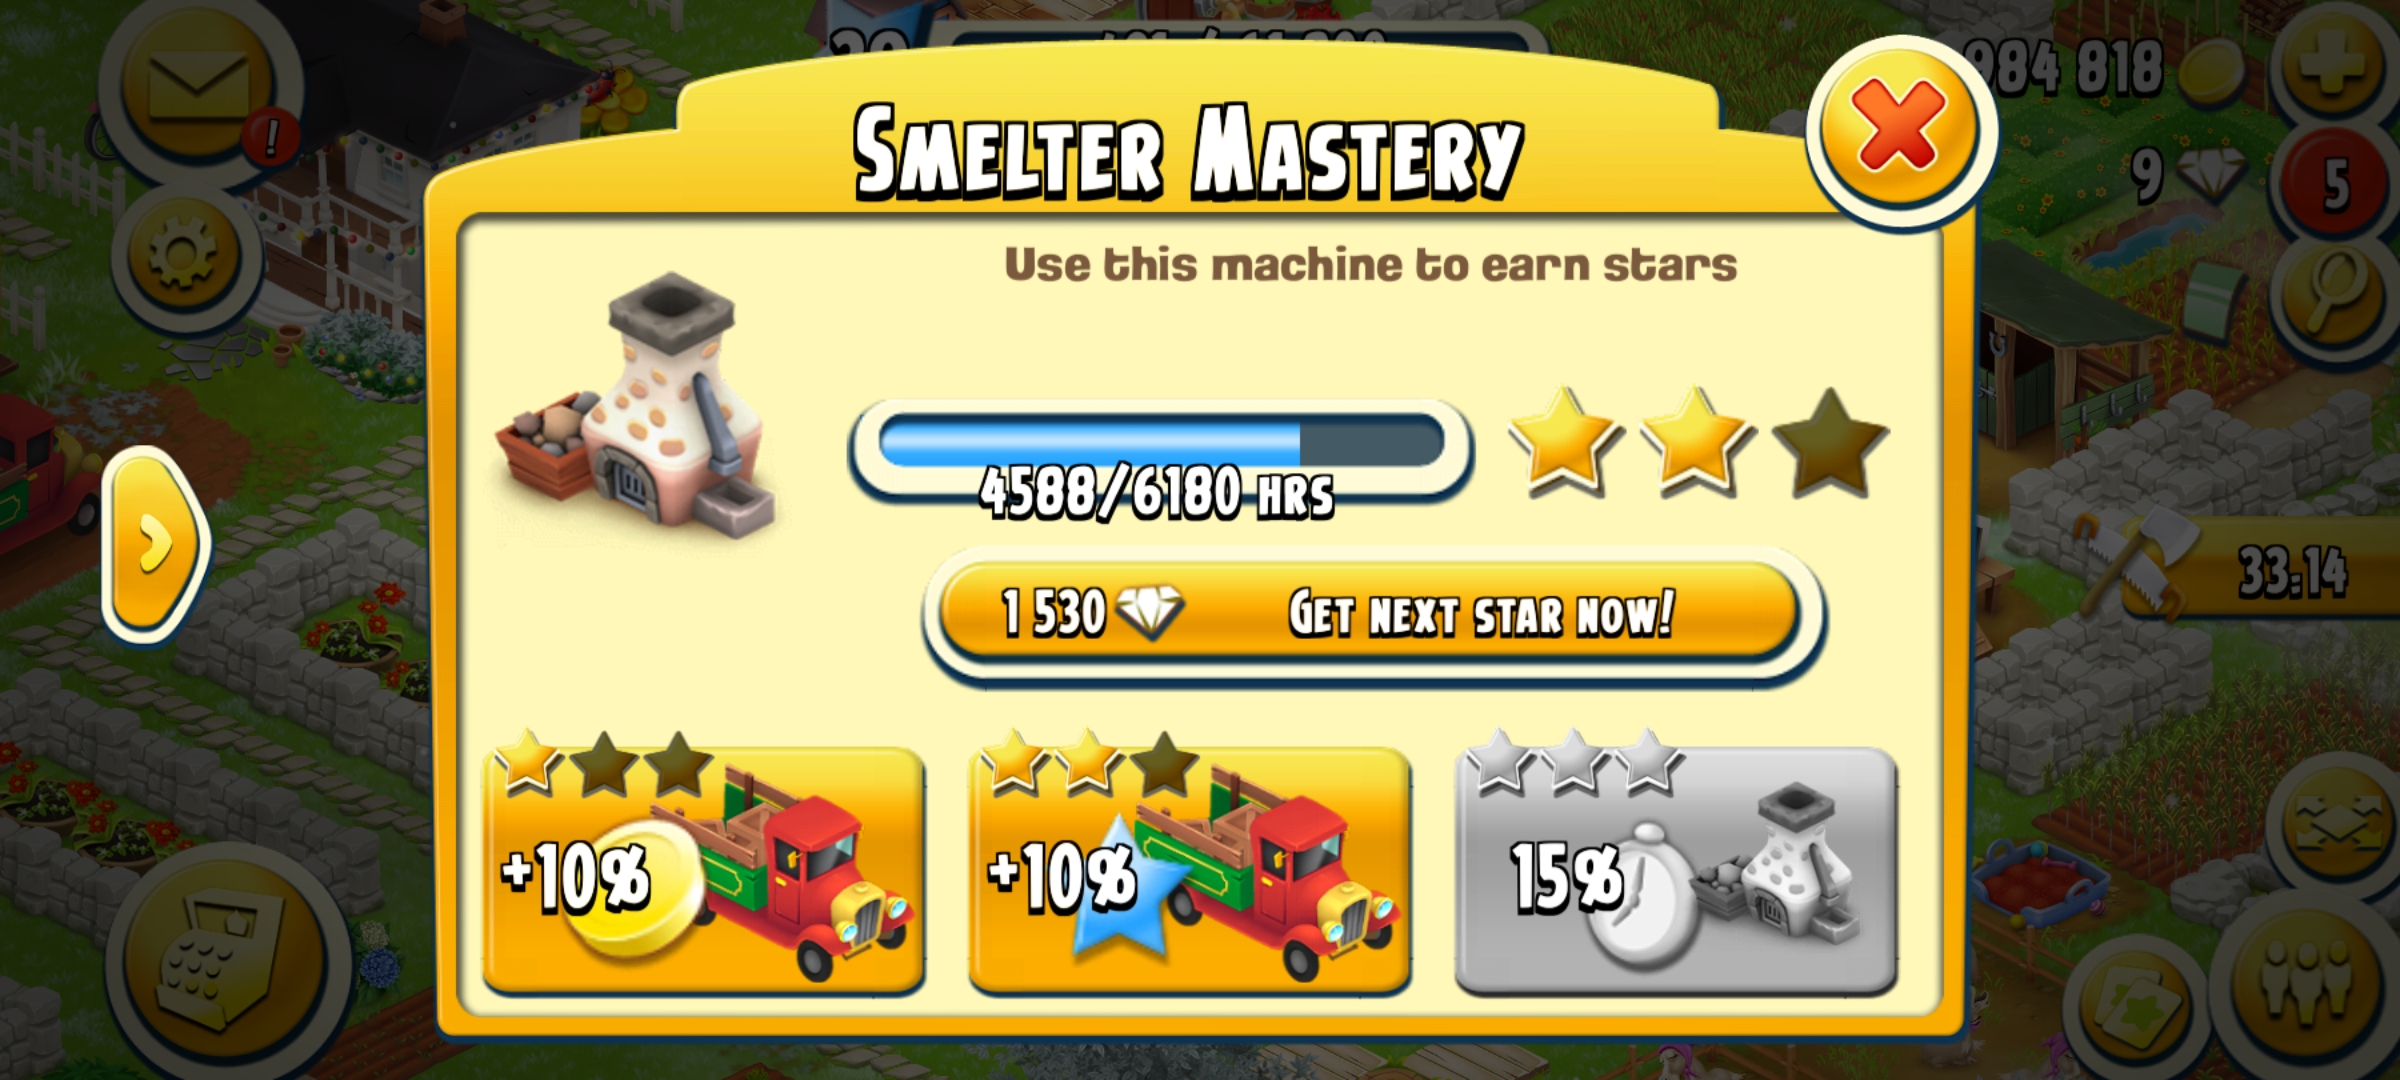 SMELTER MASTERY
984 818
!
9
5
Use this machine to earn stars
4588/6180 HRS
33:14
1 530 GET NEXT STAR NOW!
+10%
+10%
15%